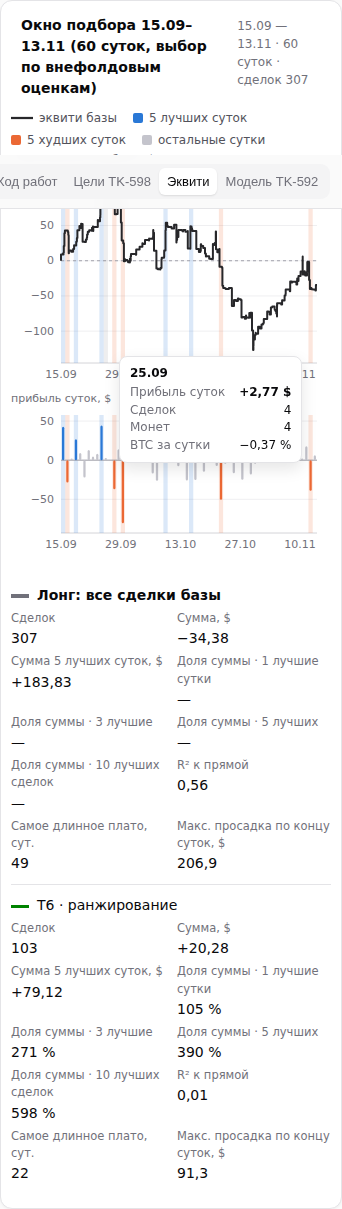 Окно подбора 15.09–
13.11 (60 суток, выбор
по внефолдовым
оценкам)
15.09 —
13.11 · 60
суток ·
сделок 307
эквити базы
5 лучших суток
5 худших суток
остальные сутки
Ход работ
Цели TK-598
Эквити
Модель TK-592
50
0
−50
−100
15.09
29
11
25.09
Прибыль суток +2,77 $
Сделок 4
Монет 4
BTC за сутки −0,37 %
прибыль суток, $
50
0
−50
15.09 29.09 13.10 27.10 10.11
Лонг: все сделки базы
Сделок
307
Сумма, $
−34,38
Сумма 5 лучших суток, $
+183,83
Доля суммы · 1 лучшие
сутки
—
Доля суммы · 3 лучшие
—
Доля суммы · 5 лучших
—
Доля суммы · 10 лучших
сделок
—
R² к прямой
0,56
Самое длинное плато,
сут.
49
Макс. просадка по концу
суток, $
206,9
Т6 · ранжирование
Сделок
103
Сумма, $
+20,28
Сумма 5 лучших суток, $
+79,12
Доля суммы · 1 лучшие
сутки
105 %
Доля суммы · 3 лучшие
271 %
Доля суммы · 5 лучших
390 %
Доля суммы · 10 лучших
сделок
598 %
R² к прямой
0,01
Самое длинное плато,
сут.
22
Макс. просадка по концу
суток, $
91,3